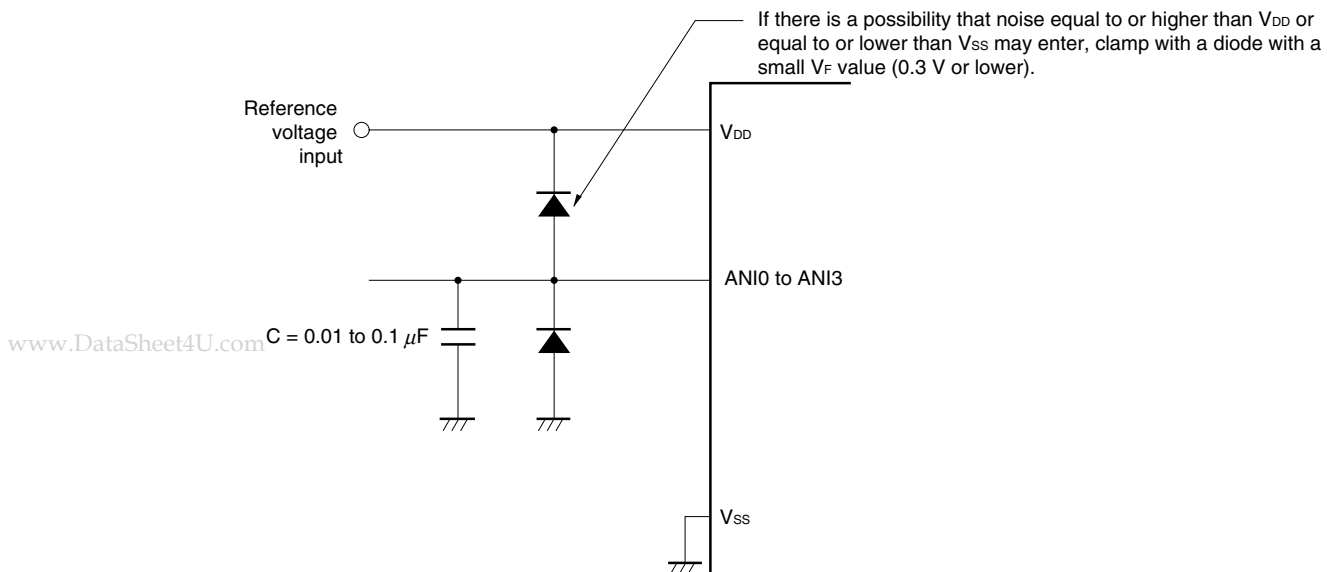 If there is a possibility that noise equal to or higher than VDD or
equal to or lower than VSS may enter, clamp with a diode with a
small VF value (0.3 V or lower).
Reference
voltage
input
VDD
ANI0 to ANI3
www.DataSheet4U.com
C = 0.01 to 0.1 μF
VSS